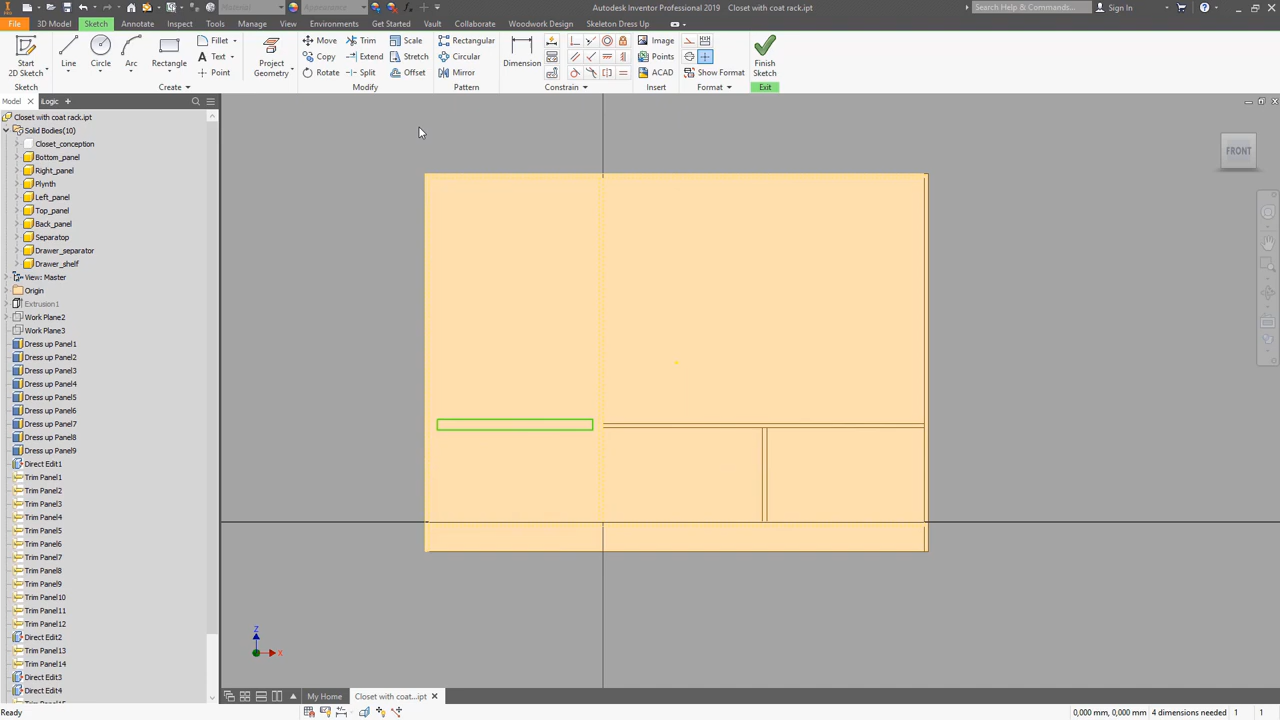 Material
Appearance
Autodesk Inventor Professional 2019   Closet with coat rack.ipt
Search Help & Commands...
Sign In
File
3D Model
Sketch
Annotate
Inspect
Tools
Manage
View
Environments
Get Started
Vault
Collaborate
Woodwork Design
Skeleton Dress Up
Start
2D Sketch
Line
Circle
Arc
Rectangle
Fillet
Text
Point
Project
Geometry
Move
Copy
Rotate
Trim
Extend
Split
Scale
Stretch
Offset
Rectangular
Circular
Mirror
Dimension
Image
Points
ACAD
Show Format
Finish
Sketch
Sketch
Create
Modify
Pattern
Constrain
Insert
Format
Exit
Model
Logic
Closet with coat rack.ipt
Solid Bodies(10)
Closet_conception
Bottom_panel
Right_panel
Plynth
Left_panel
Top_panel
Back_panel
Separatop
Drawer_separator
Drawer_shelf
View: Master
Origin
Extrusion1
Work Plane2
Work Plane3
Dress up Panel1
Dress up Panel2
Dress up Panel3
Dress up Panel4
Dress up Panel5
Dress up Panel6
Dress up Panel7
Dress up Panel8
Dress up Panel9
Direct Edit1
Trim Panel1
Trim Panel2
Trim Panel3
Trim Panel4
Trim Panel5
Trim Panel6
Trim Panel7
Trim Panel8
Trim Panel9
Trim Panel10
Trim Panel11
Trim Panel12
Direct Edit2
Trim Panel13
Trim Panel14
Direct Edit3
Direct Edit4
FRONT
Z
X
My Home
Closet with coat...ipt
Ready
0,000 mm, 0,000 mm
4 dimensions needed
1
1